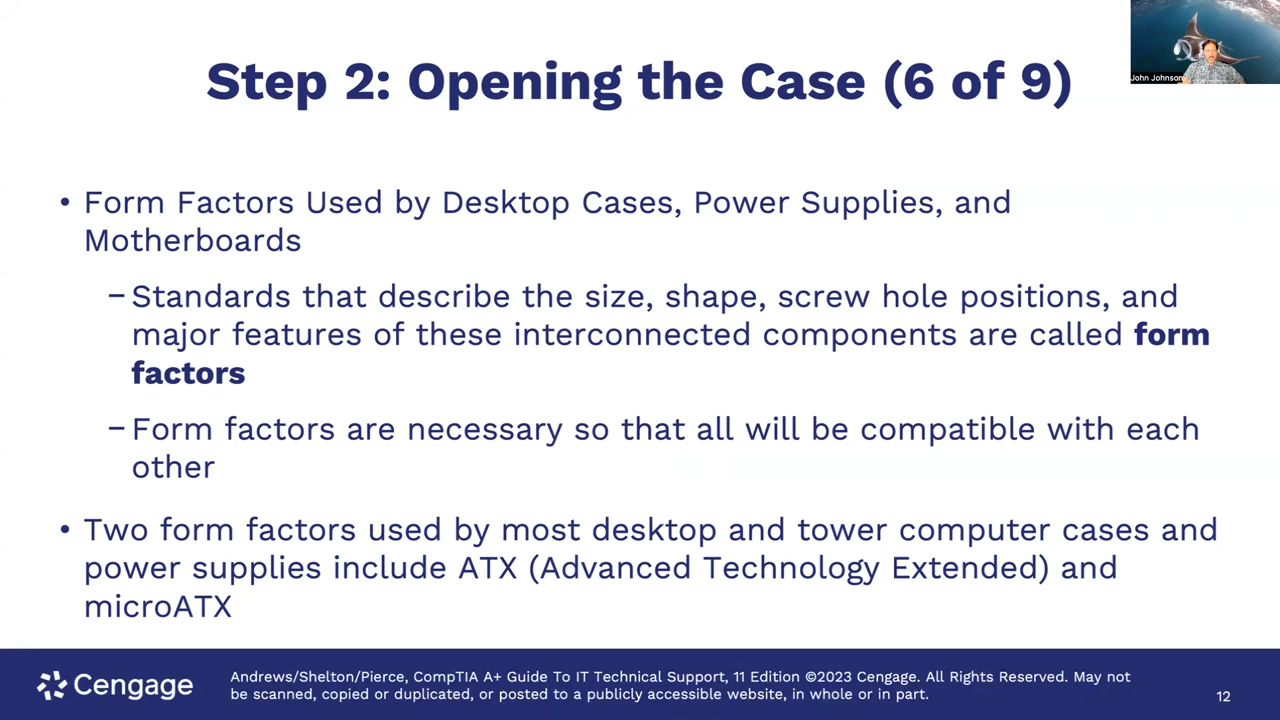 John Johnson
Step 2: Opening the Case (6 of 9)
• Form Factors Used by Desktop Cases, Power Supplies, and
Motherboards
– Standards that describe the size, shape, screw hole positions, and
major features of these interconnected components are called form
factors
– Form factors are necessary so that all will be compatible with each
other
• Two form factors used by most desktop and tower computer cases and
power supplies include ATX (Advanced Technology Extended) and
microATX
Cengage
Andrews/Shelton/Pierce, CompTIA A+ Guide To IT Technical Support, 11 Edition ©2023 Cengage. All Rights Reserved. May not
be scanned, copied or duplicated, or posted to a publicly accessible website, in whole or in part.
12